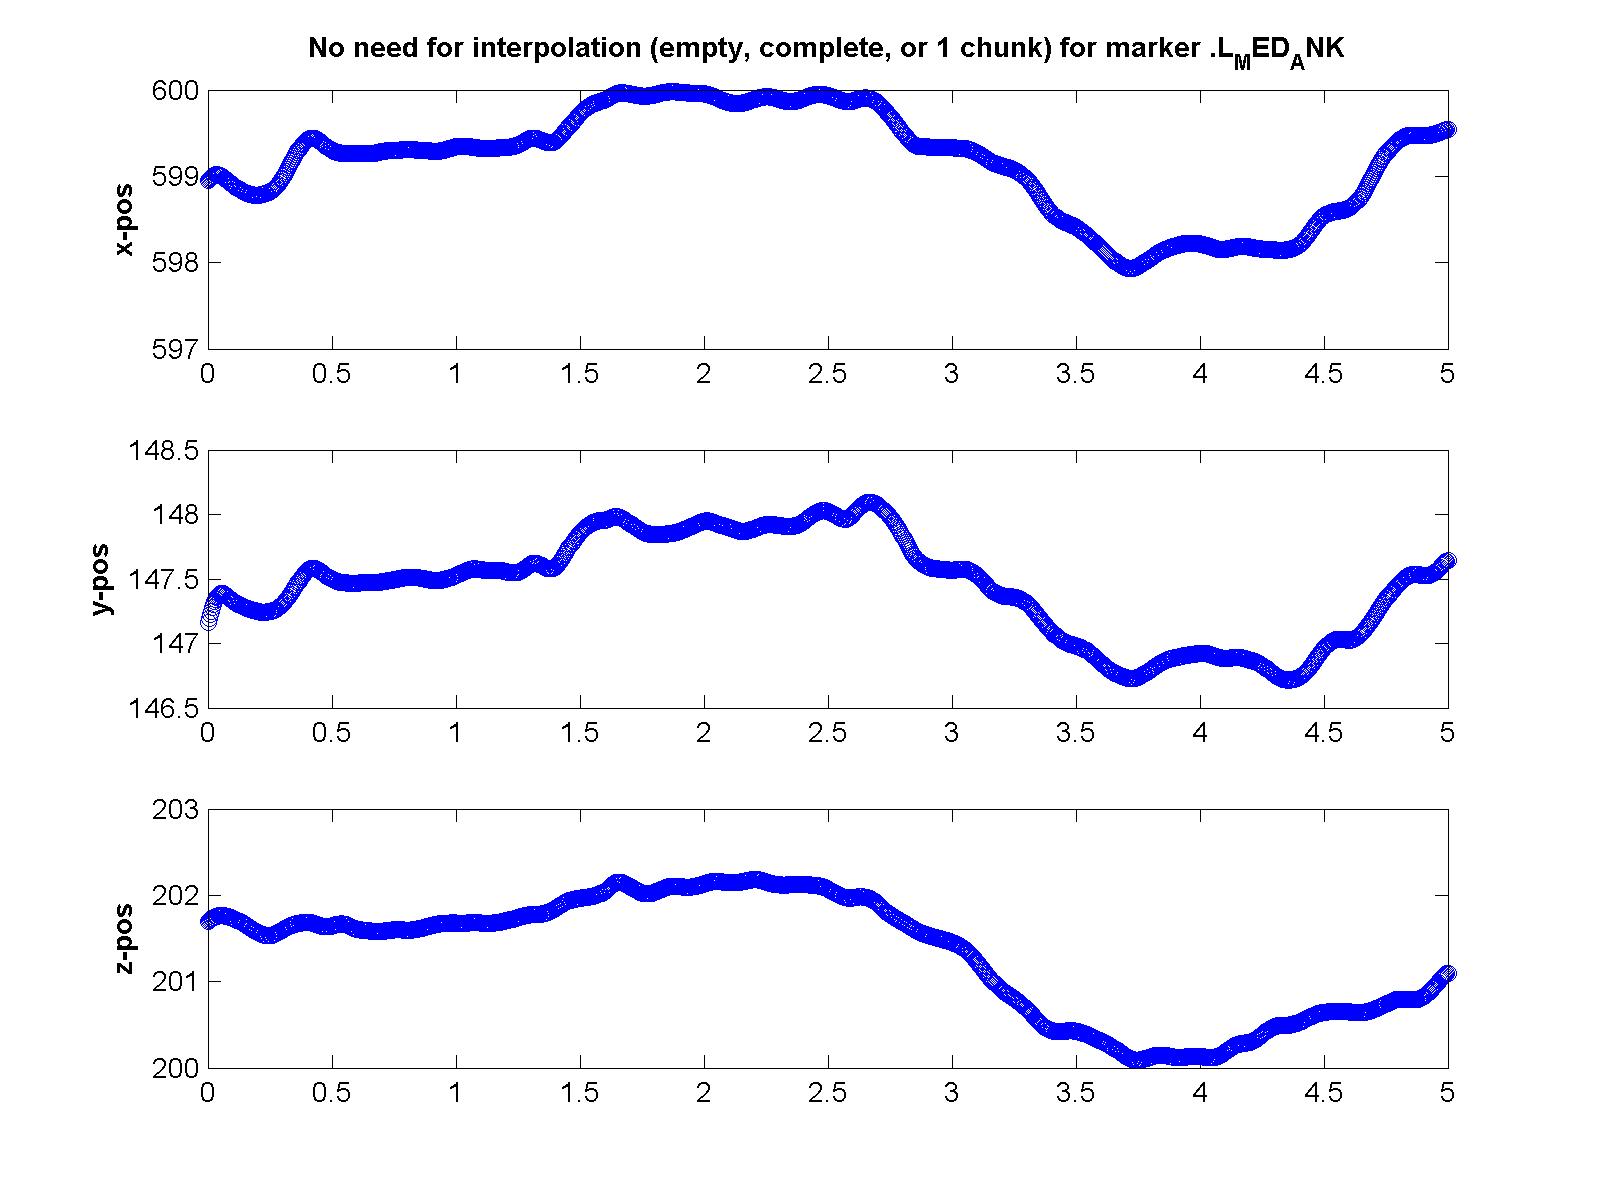 No need for interpolation (empty, complete, or 1 chunk) for marker .LMEDANK
600
599
598
597
x-pos
0 0.5 1 1.5 2 2.5 3 3.5 4 4.5 5
148.5
148
147.5
147
146.5
y-pos
0 0.5 1 1.5 2 2.5 3 3.5 4 4.5 5
203
202
201
200
z-pos
0 0.5 1 1.5 2 2.5 3 3.5 4 4.5 5